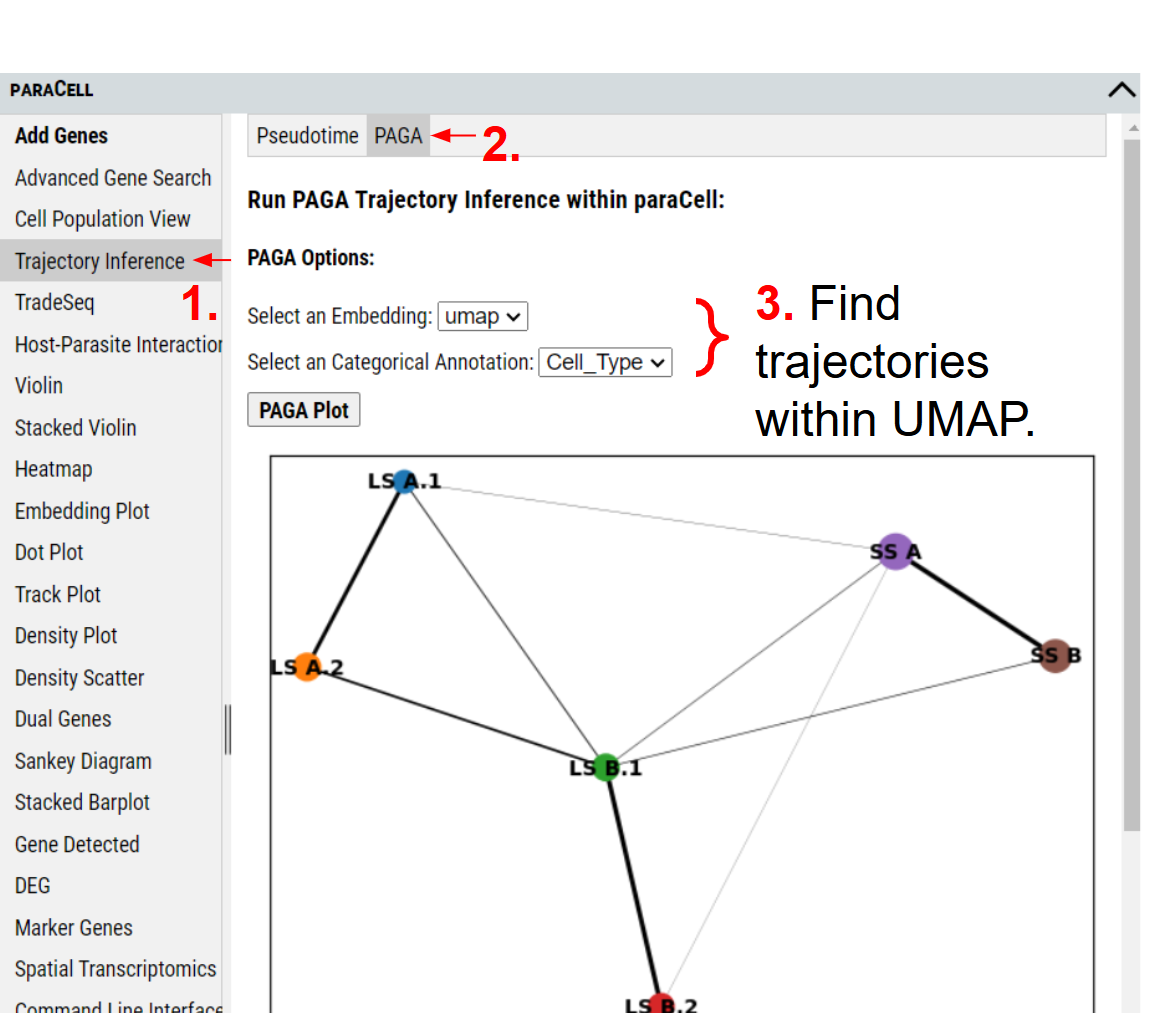 PARACELL
Add Genes
Advanced Gene Search
Cell Population View
Trajectory Inference
1.
TradeSeq
Host-Parasite Interaction
Violin
Stacked Violin
Heatmap
Embedding Plot
Dot Plot
Track Plot
Density Plot
Density Scatter
Dual Genes
Sankey Diagram
Stacked Barplot
Gene Detected
DEG
Marker Genes
Spatial Transcriptomics
Command Line Interface
Pseudotime PAGA
2.
Run PAGA Trajectory Inference within paraCell:
PAGA Options:
Select an Embedding: umap
Select an Categorical Annotation: Cell_Type
3. Find
trajectories
within UMAP.
PAGA Plot
LS A.1
SS A
SS B
LS A.2
LS B.1
LS B.2